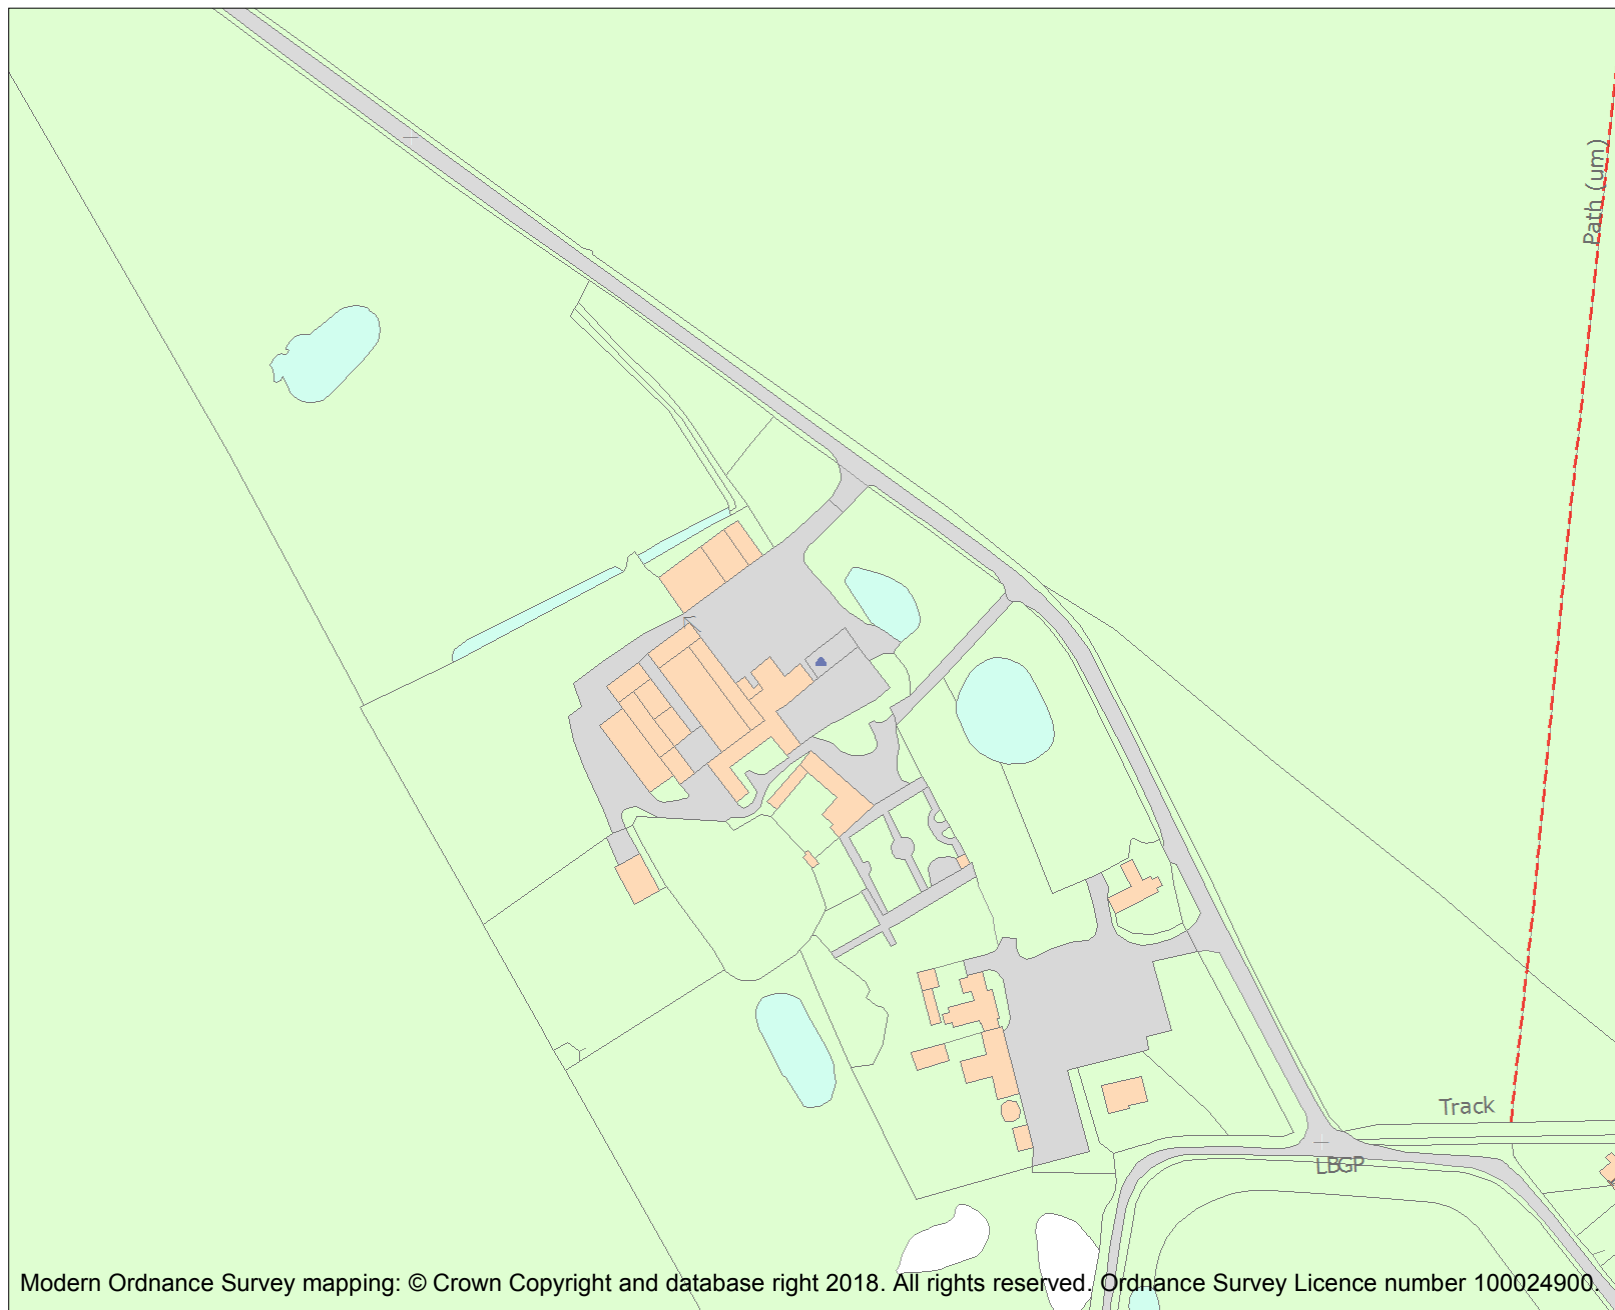 Path (um)
Track
LBGP
Modern Ordnance Survey mapping: © Crown Copyright and database right 2018. All rights reserved. Ordnance Survey Licence number 100024900.